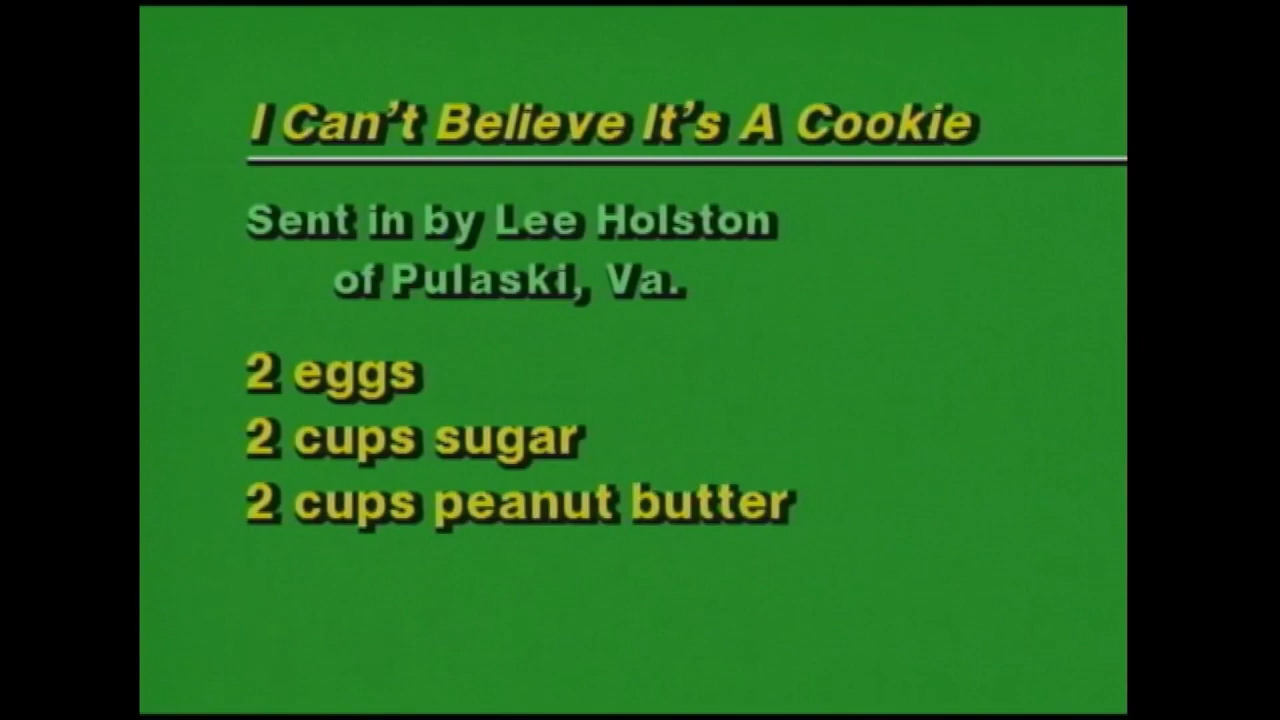 I Can't Believe It's A Cookie
Sent in by Lee Holston
of Pulaski, Va.
2 eggs
2 cups sugar
2 cups peanut butter